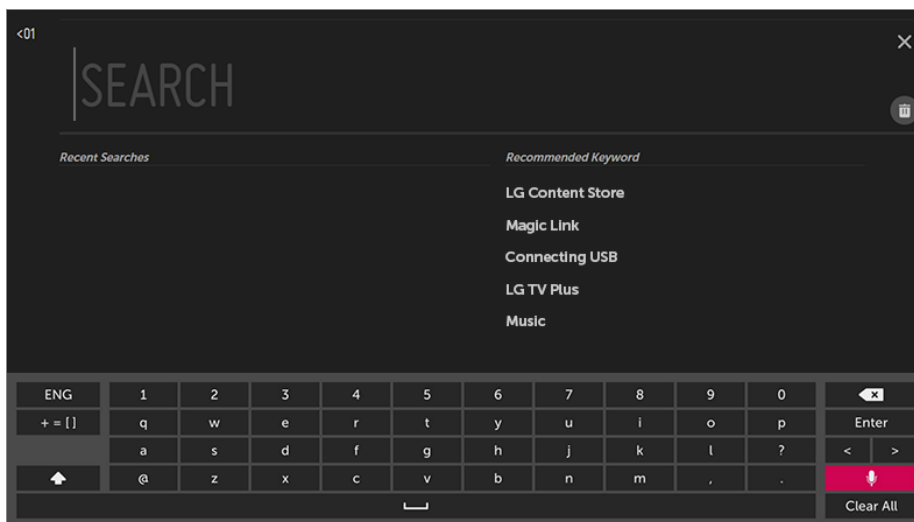 <01
SEARCH
Recent Searches
Recommended Keyword
LG Content Store
Magic Link
Connecting USB
LG TV Plus
Music
ENG 1 2 3 4 5 6 7 8 9 0
+ = [ ] q w e r t y u i o p Enter
a s d f g h j k l ? < >
@ z x c v b n m , .
Clear All